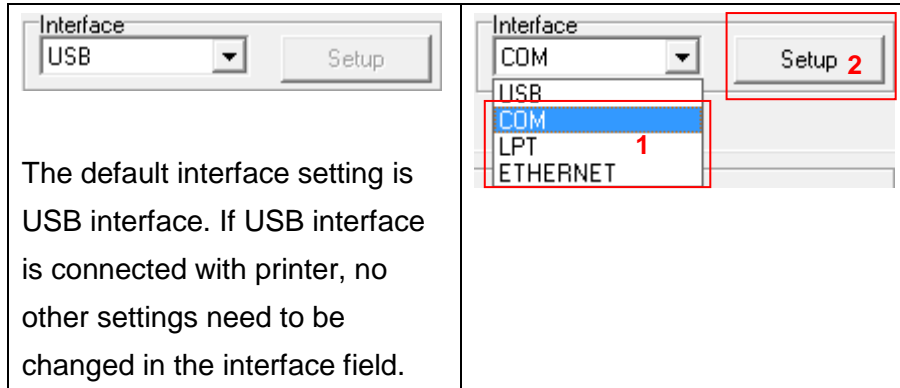 Interface
USB
Setup
The default interface setting is
USB interface. If USB interface
is connected with printer, no
other settings need to be
changed in the interface field.
Interface
COM
Setup 2
USB
COM
LPT 1
ETHERNET